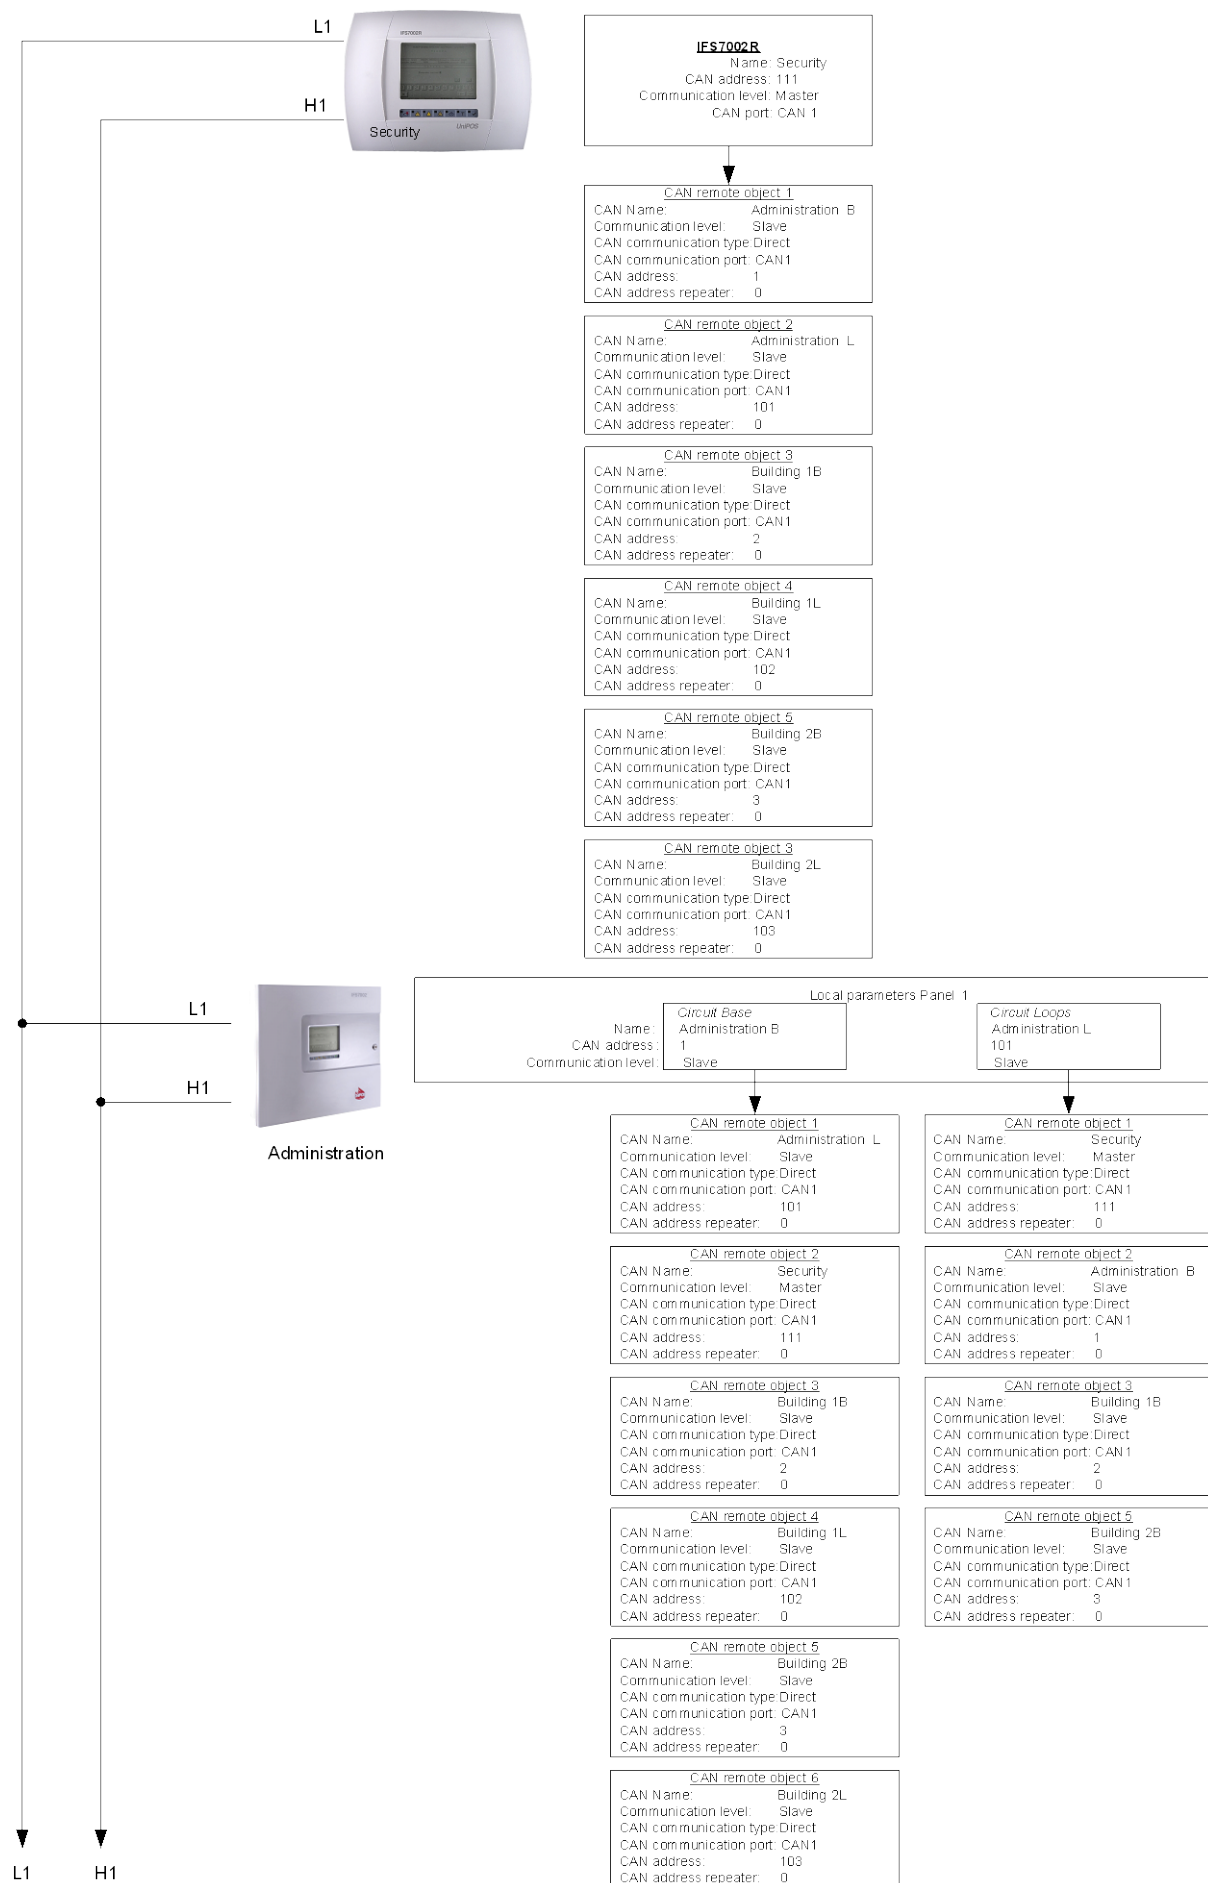 L1
H1
IFS7002R
Security
UniPOS
IFS7002R
Name: Security
CAN address: 111
Communication level: Master
CAN port: CAN 1
CAN remote object 1
CAN Name: Administration B
Communication level: Slave
CAN communication type: Direct
CAN communication port: CAN1
CAN address: 1
CAN address repeater: 0
CAN remote object 2
CAN Name: Administration L
Communication level: Slave
CAN communication type: Direct
CAN communication port: CAN1
CAN address: 101
CAN address repeater: 0
CAN remote object 3
CAN Name: Building 1B
Communication level: Slave
CAN communication type: Direct
CAN communication port: CAN1
CAN address: 2
CAN address repeater: 0
CAN remote object 4
CAN Name: Building 1L
Communication level: Slave
CAN communication type: Direct
CAN communication port: CAN1
CAN address: 102
CAN address repeater: 0
CAN remote object 5
CAN Name: Building 2B
Communication level: Slave
CAN communication type: Direct
CAN communication port: CAN1
CAN address: 3
CAN address repeater: 0
CAN remote object 3
CAN Name: Building 2L
Communication level: Slave
CAN communication type: Direct
CAN communication port: CAN1
CAN address: 103
CAN address repeater: 0
L1
H1
Administration
Local parameters Panel 1
Circuit Base Circuit Loops
Name: Administration B Administration L
CAN address: 1 101
Communication level: Slave Slave
CAN remote object 1
CAN Name: Administration L
Communication level: Slave
CAN communication type: Direct
CAN communication port: CAN1
CAN address: 101
CAN address repeater: 0
CAN remote object 2
CAN Name: Security
Communication level: Master
CAN communication type: Direct
CAN communication port: CAN1
CAN address: 111
CAN address repeater: 0
CAN remote object 3
CAN Name: Building 1B
Communication level: Slave
CAN communication type: Direct
CAN communication port: CAN1
CAN address: 2
CAN address repeater: 0
CAN remote object 4
CAN Name: Building 1L
Communication level: Slave
CAN communication type: Direct
CAN communication port: CAN1
CAN address: 102
CAN address repeater: 0
CAN remote object 5
CAN Name: Building 2B
Communication level: Slave
CAN communication type: Direct
CAN communication port: CAN1
CAN address: 3
CAN address repeater: 0
CAN remote object 6
CAN Name: Building 2L
Communication level: Slave
CAN communication type: Direct
CAN communication port: CAN1
CAN address: 103
CAN address repeater: 0
CAN remote object 1
CAN Name: Security
Communication level: Master
CAN communication type: Direct
CAN communication port: CAN1
CAN address: 111
CAN address repeater: 0
CAN remote object 2
CAN Name: Administration B
Communication level: Slave
CAN communication type: Direct
CAN communication port: CAN1
CAN address: 1
CAN address repeater: 0
CAN remote object 3
CAN Name: Building 1B
Communication level: Slave
CAN communication type: Direct
CAN communication port: CAN1
CAN address: 2
CAN address repeater: 0
CAN remote object 5
CAN Name: Building 2B
Communication level: Slave
CAN communication type: Direct
CAN communication port: CAN1
CAN address: 3
CAN address repeater: 0
L1
H1